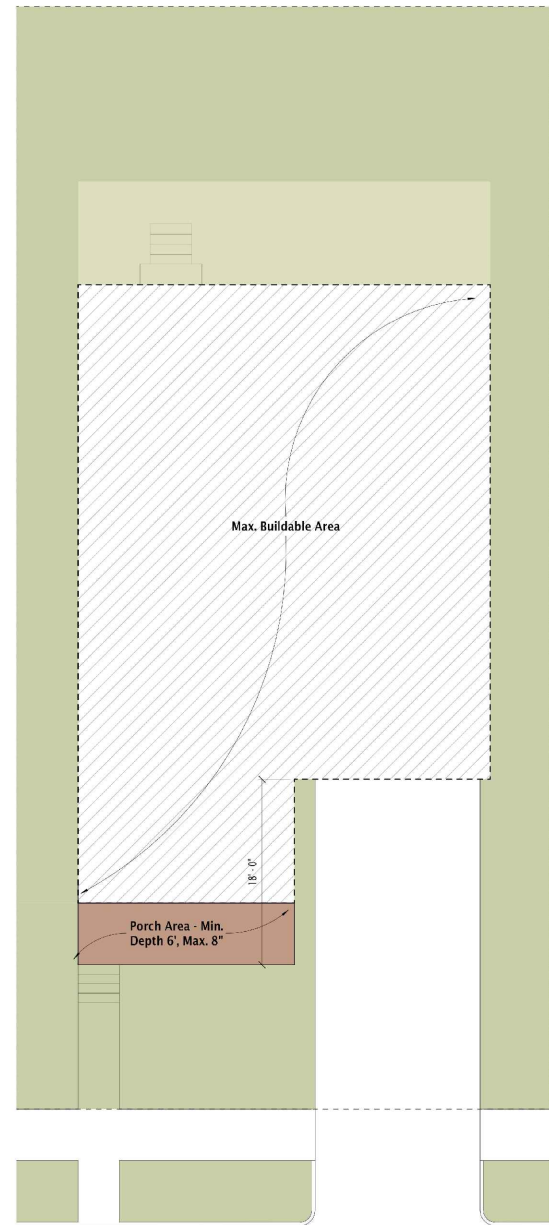 Max. Buildable Area
18' - 0"
Porch Area - Min.
Depth 6', Max. 8"